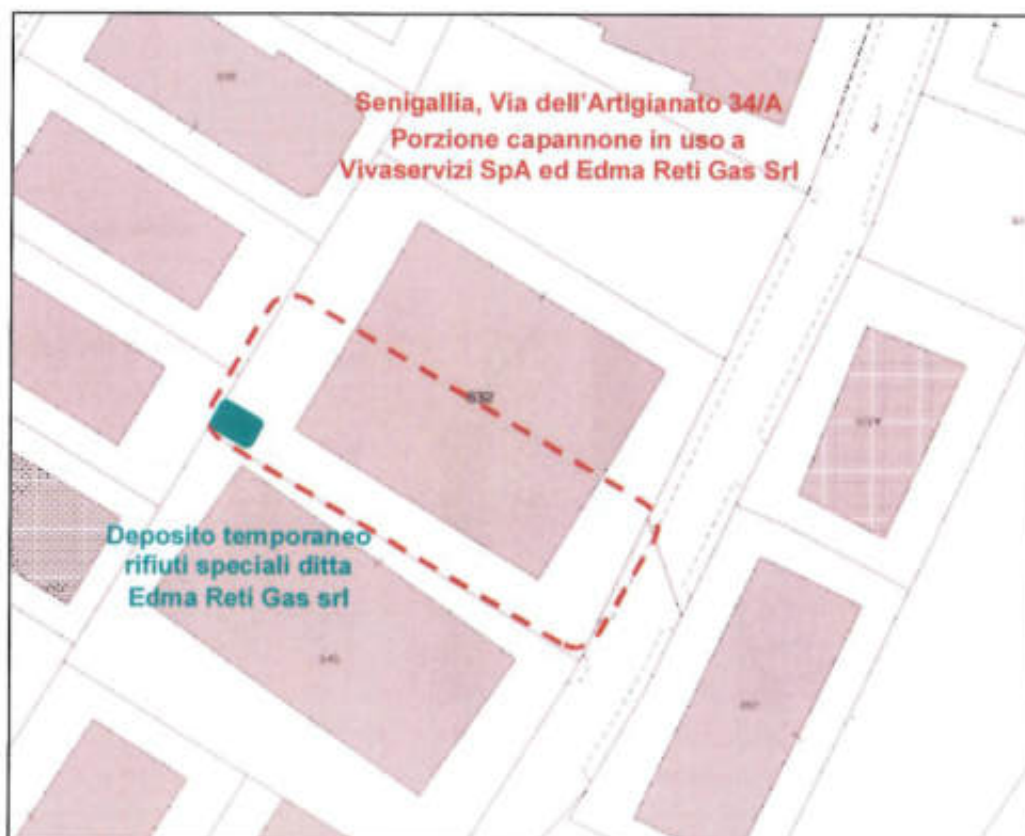 Senigallia, Via dell'Artigianato 34/A
Porzione capannone in uso a
Vivaservizi SpA ed Edma Reti Gas Srl
Deposito temporaneo
rifiuti speciali ditta
Edma Reti Gas srl